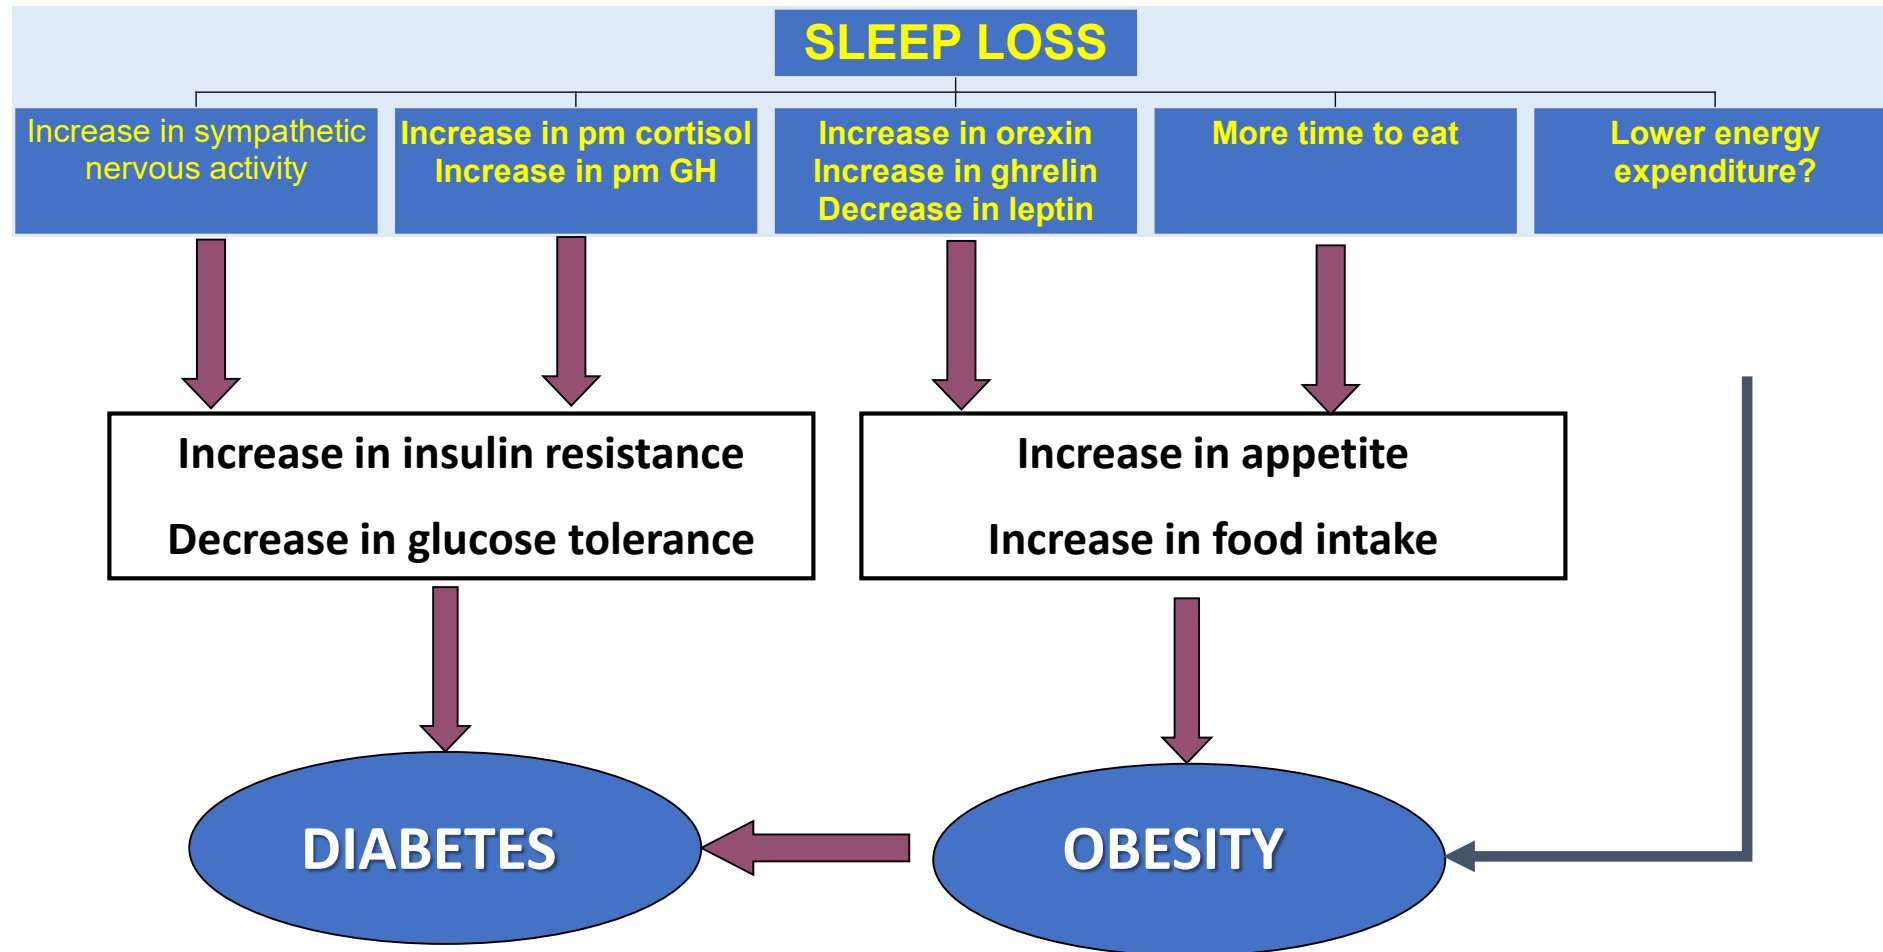 SLEEP LOSS
Increase in sympathetic
nervous activity
Increase in pm cortisol
Increase in pm GH
Increase in orexin
Increase in ghrelin
Decrease in leptin
More time to eat
Lower energy
expenditure?
Increase in insulin resistance
Decrease in glucose tolerance
Increase in appetite
Increase in food intake
DIABETES
OBESITY